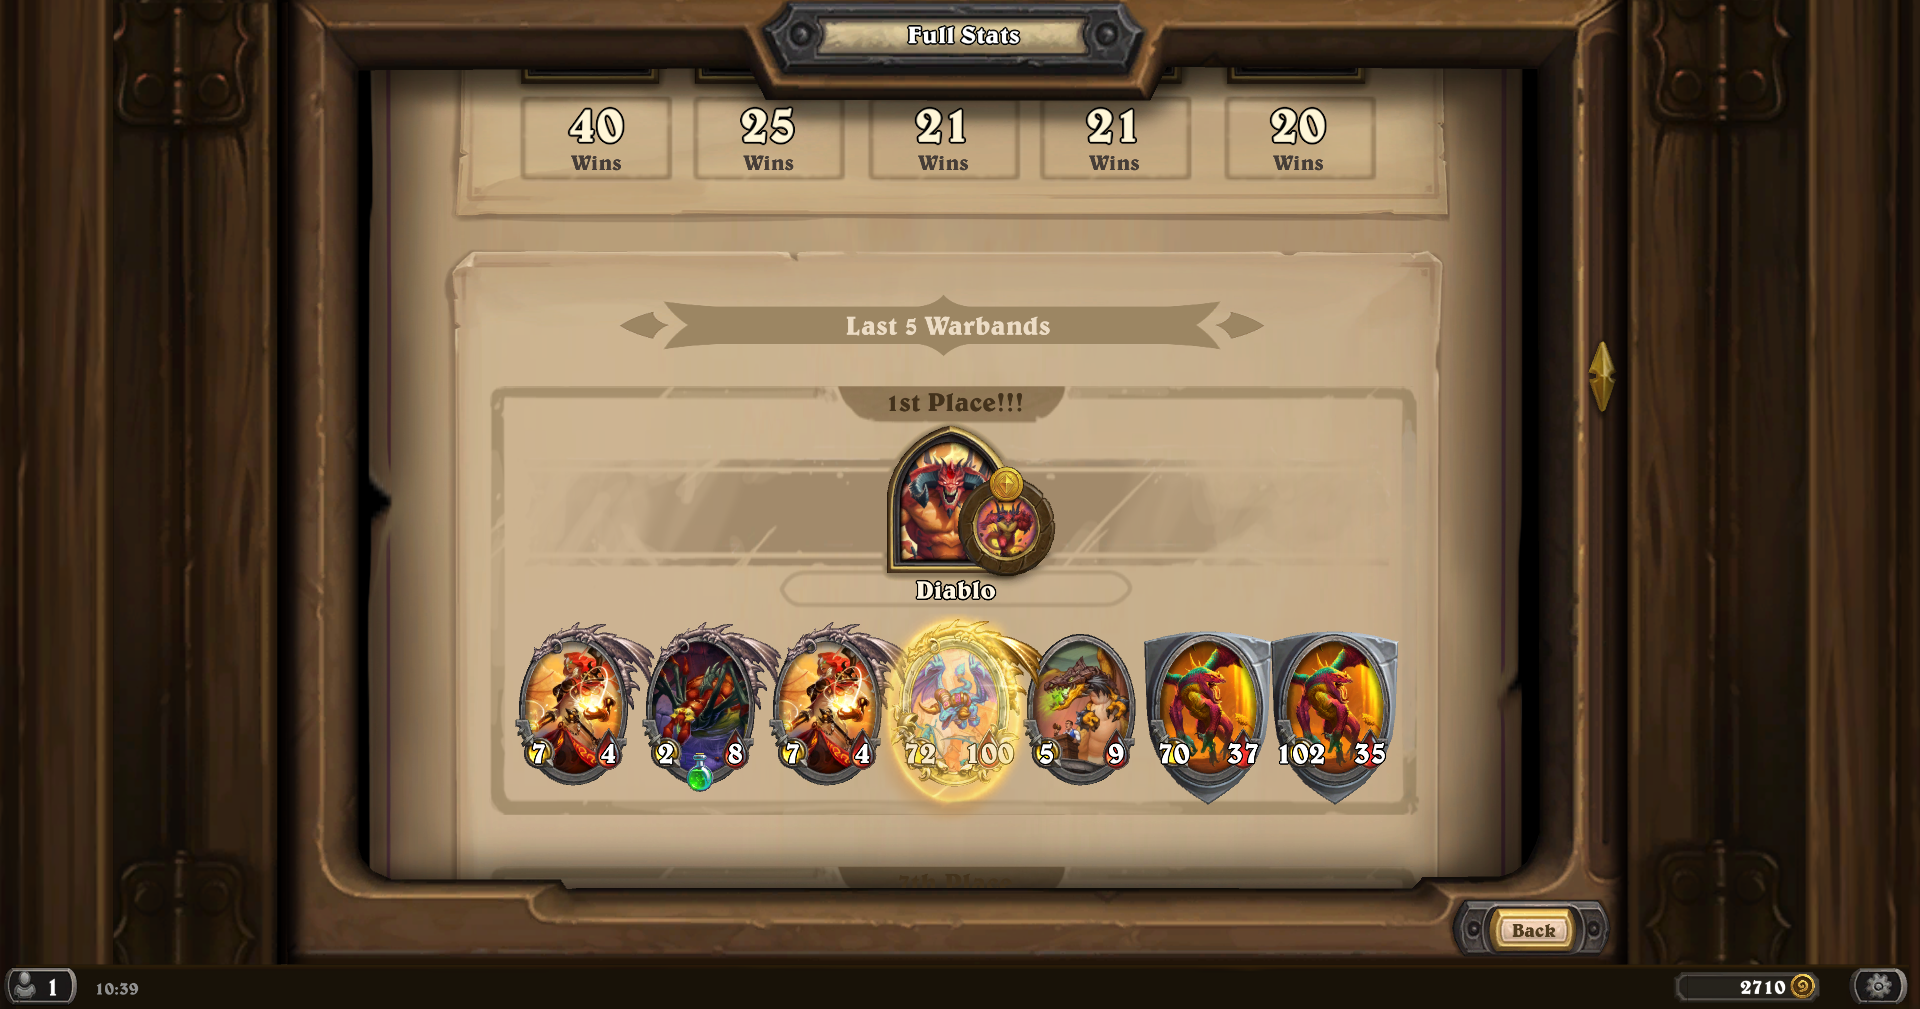 Full Stats
40 25 21 21 20
Wins Wins Wins Wins Wins
Last 5 Warbands
1st Place!!!
Diablo
7 4 2 8 7 4 72 100 5 9 70 37 102 35
Back
1 10:39 2710